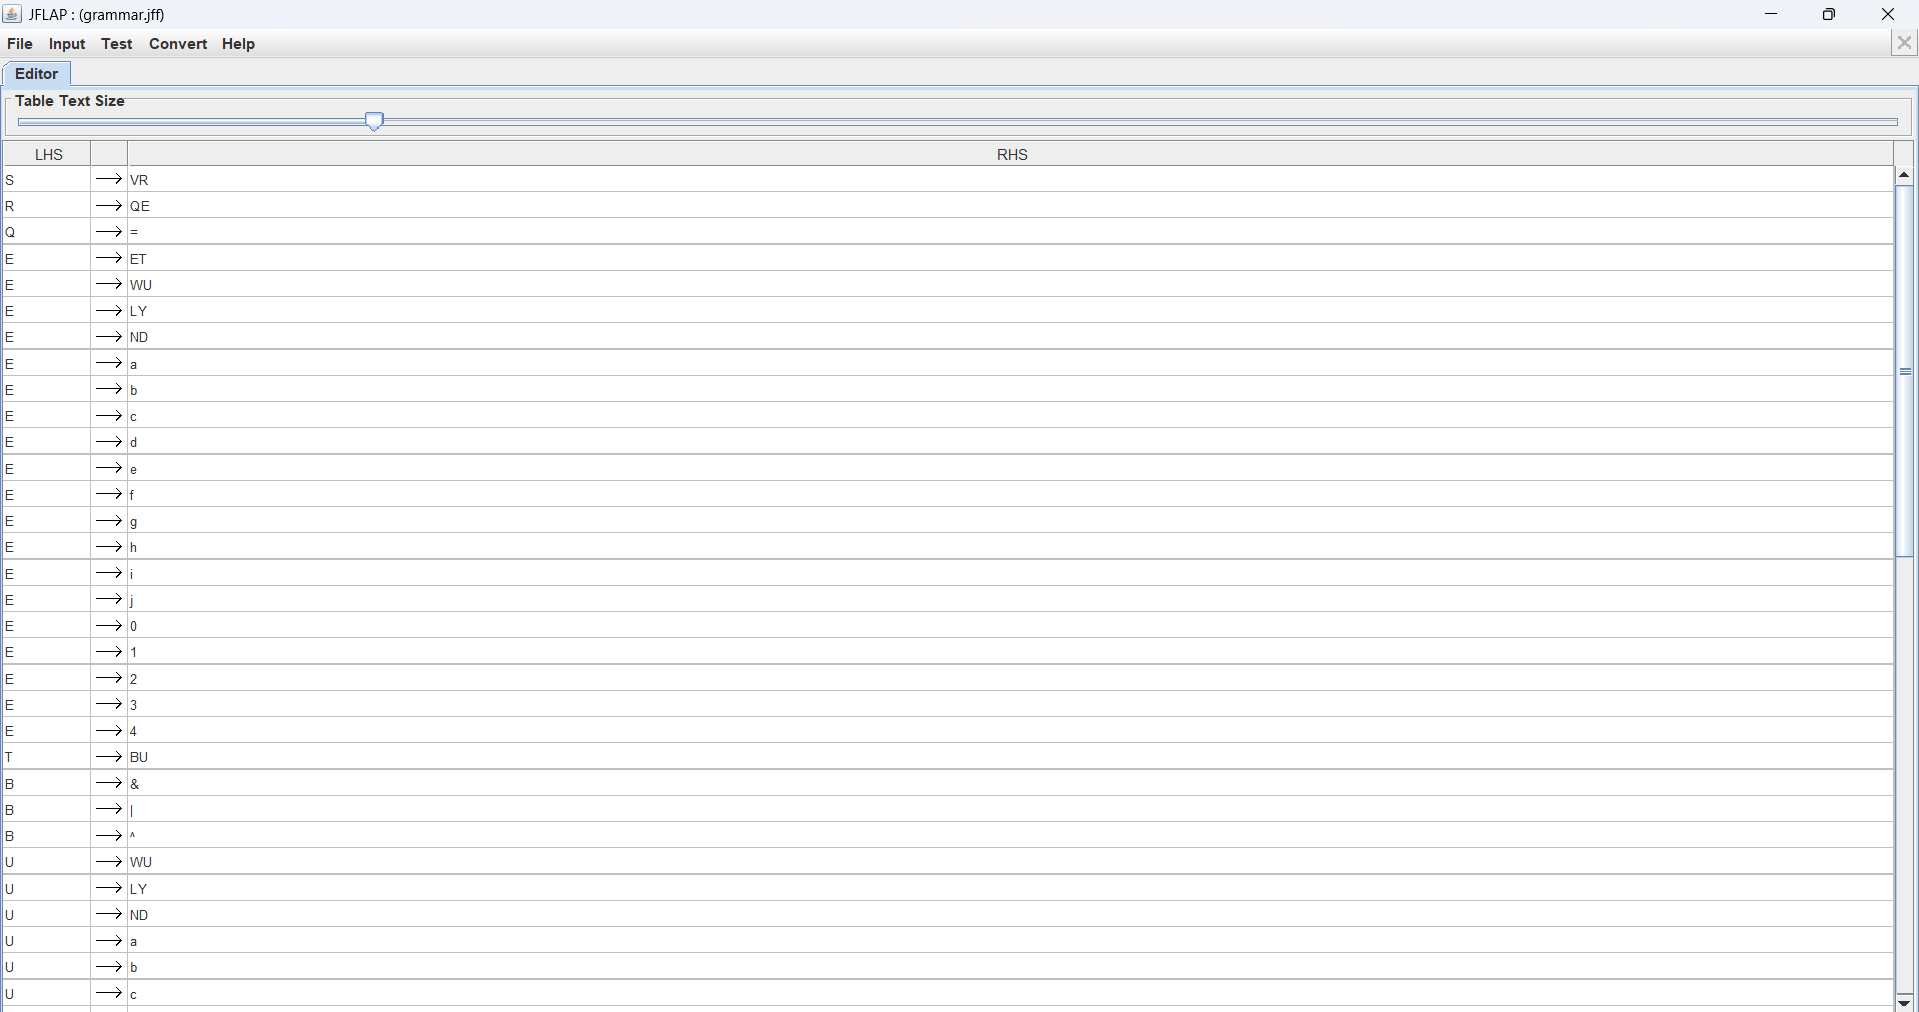 JFLAP : (grammar.jff)
File Input Test Convert Help
Editor
Table Text Size
LHS RHS
S → VR
R → QE
Q → =
E → ET
E → WU
E → LY
E → ND
E → a
E → b
E → c
E → d
E → e
E → f
E → g
E → h
E → i
E → j
E → 0
E → 1
E → 2
E → 3
E → 4
T → BU
B → &
B → |
B → ^
U → WU
U → LY
U → ND
U → a
U → b
U → c